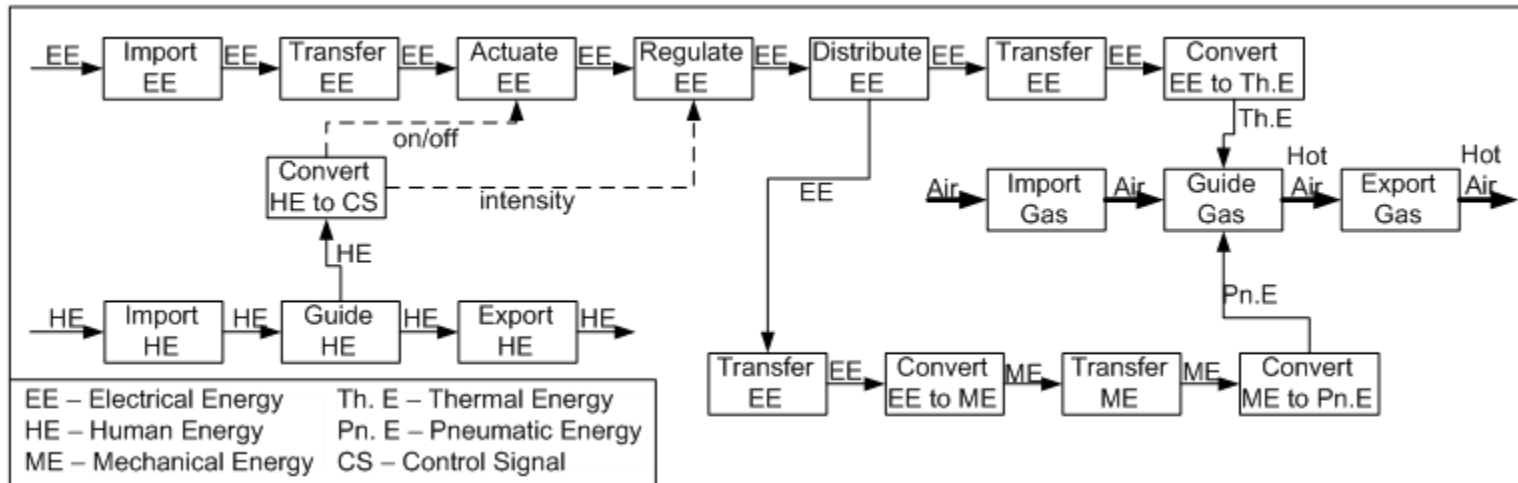 EE
Import
EE
EE
Transfer
EE
EE
Actuate
EE
EE
Regulate
EE
EE
Distribute
EE
EE
Transfer
EE
EE
Convert
EE to Th.E
on/off
Th.E
Convert
HE to CS
intensity
EE
Air
Import
Gas
Air
Guide
Gas
Hot
Air
Export
Gas
Hot
Air
HE
HE
Import
HE
HE
Guide
HE
HE
Export
HE
HE
Pn.E
Transfer
EE
EE
Convert
EE to ME
ME
Transfer
ME
ME
Convert
ME to Pn.E
EE – Electrical Energy
Th. E – Thermal Energy
HE – Human Energy
Pn. E – Pneumatic Energy
ME – Mechanical Energy
CS – Control Signal